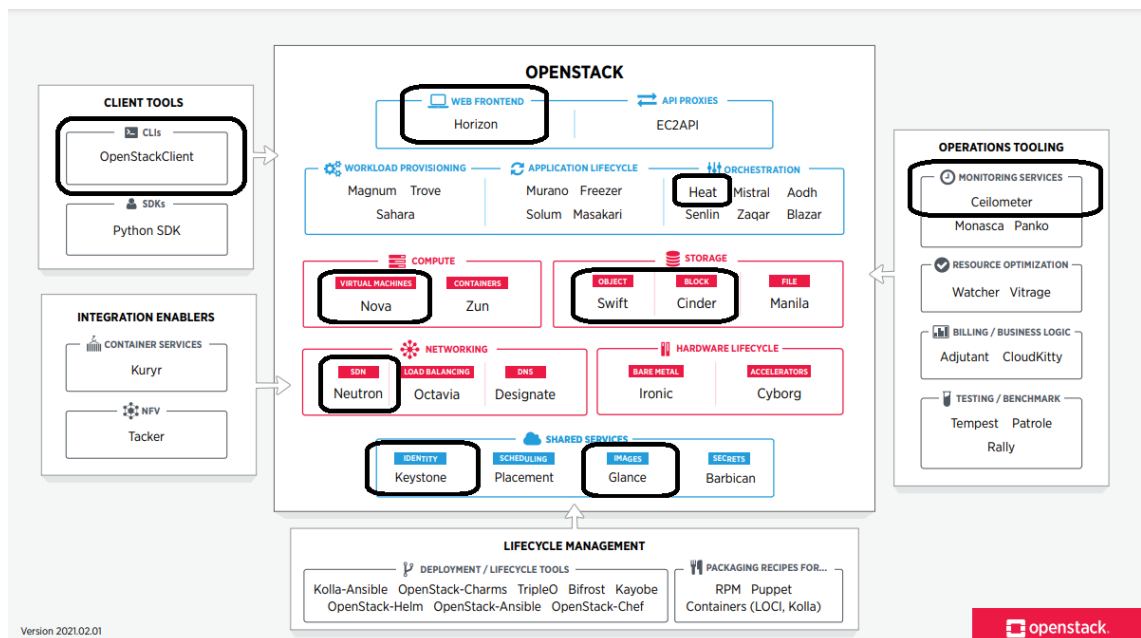 OPENSTACK
WEB FRONTEND
Horizon
API PROXIES
EC2API
WORKLOAD PROVISIONING
Magnum Trove
Sahara
APPLICATION LIFECYCLE
Murano Freezer
Solum Masakari
ORCHESTRATION
Heat Mistral Aodh
Senlin Zaqar Blazar
COMPUTE
VIRTUAL MACHINES
Nova
CONTAINERS
Zun
STORAGE
OBJECT
Swift
BLOCK
Cinder
FILE
Manila
NETWORKING
SDN
Neutron
LOAD BALANCING
Octavia
DNS
Designate
HARDWARE LIFECYCLE
BARE METAL
Ironic
ACCELERATORS
Cyborg
SHARED SERVICES
IDENTITY
Keystone
SCHEDULING
Placement
IMAGES
Glance
SECRETS
Barbican
CLIENT TOOLS
CLIs
OpenStackClient
SDKs
Python SDK
INTEGRATION ENABLERS
CONTAINER SERVICES
Kuryr
NFV
Tacker
OPERATIONS TOOLING
MONITORING SERVICES
Ceilometer
Monasca Panko
RESOURCE OPTIMIZATION
Watcher Vitrage
BILLING / BUSINESS LOGIC
Adjutant CloudKitty
TESTING / BENCHMARK
Tempest Patrole
Rally
LIFECYCLE MANAGEMENT
DEPLOYMENT / LIFECYCLE TOOLS
Kolla-Ansible OpenStack-Charms TripleO Bifrost Kayobe
OpenStack-Helm OpenStack-Ansible OpenStack-Chef
PACKAGING RECIPES FOR...
RPM Puppet
Containers (LOCI, Kolla)
Version 2021.02.01
openstack.